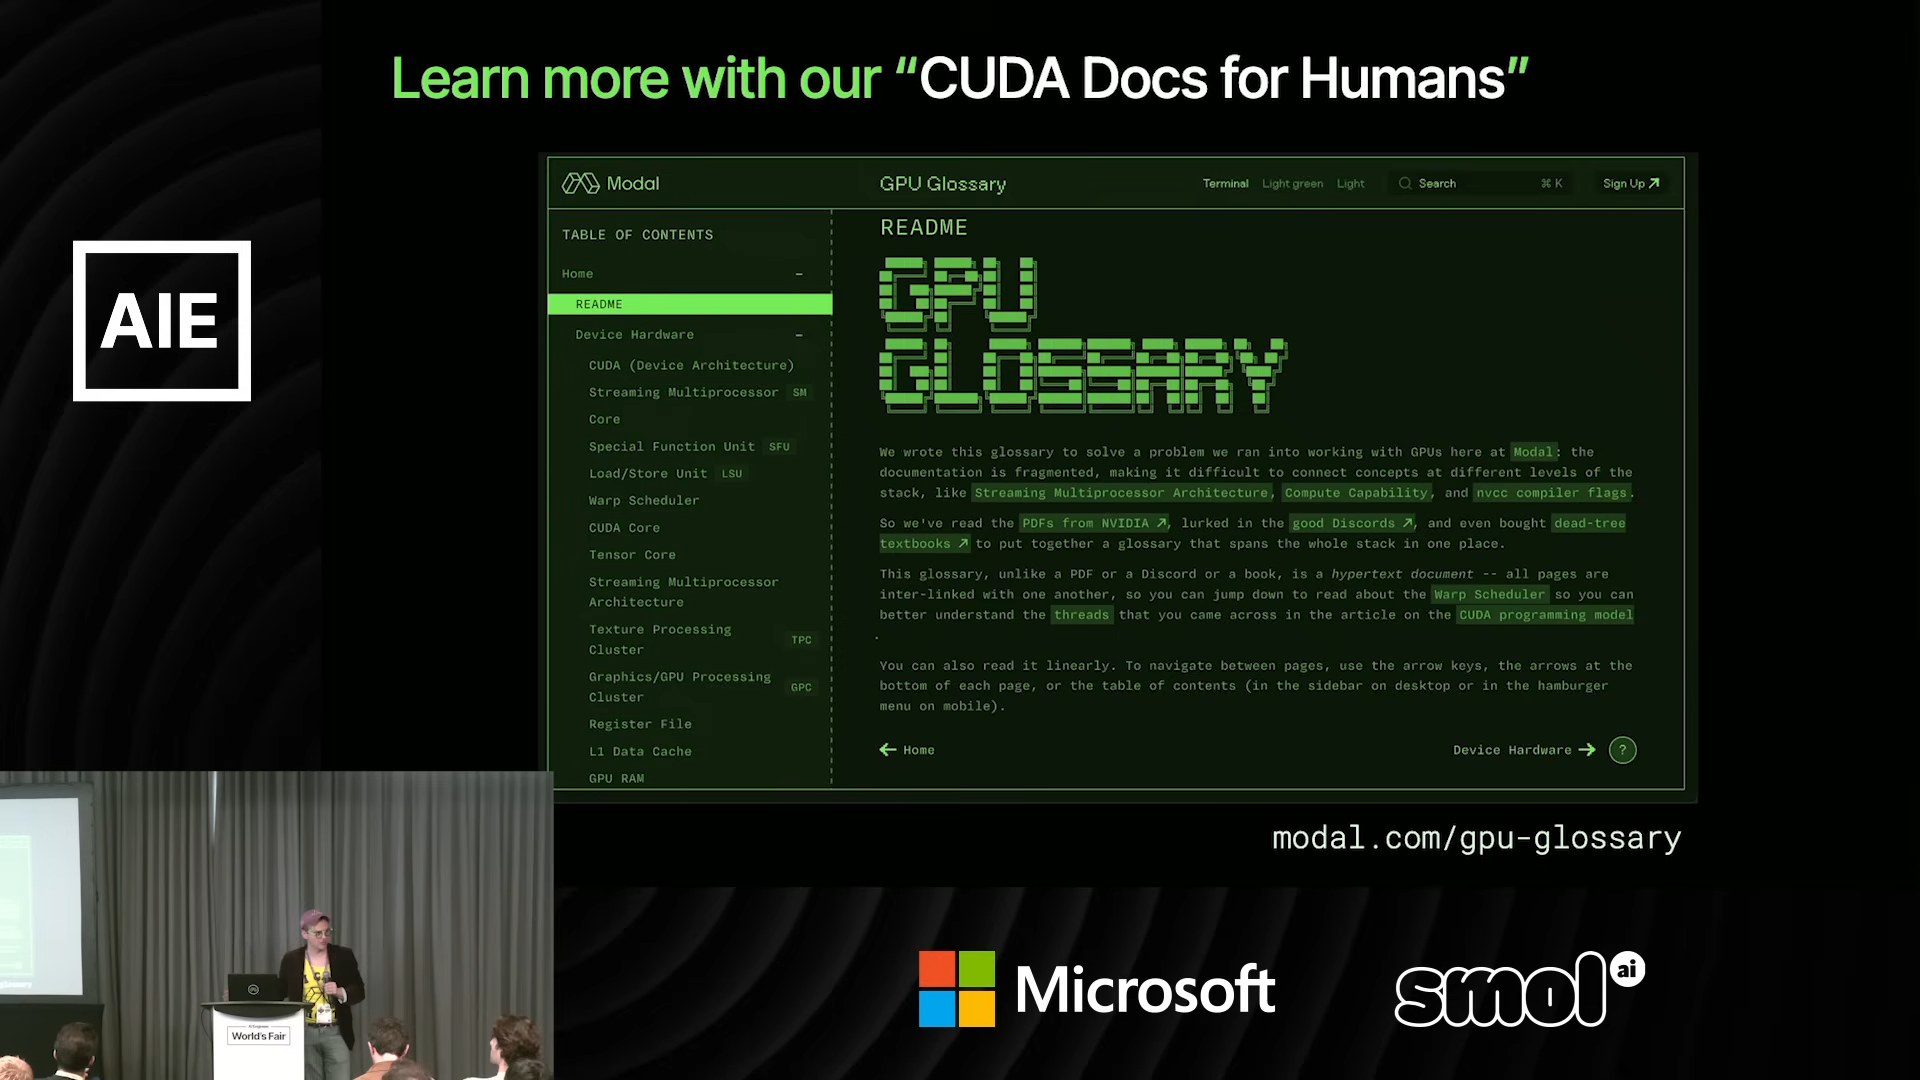 Learn more with our “CUDA Docs for Humans”
AIE
Modal
GPU Glossary
Terminal
Light green
Light
Search
⌘ K
Sign Up ↗
TABLE OF CONTENTS
Home −
README
Device Hardware −
CUDA (Device Architecture)
Streaming Multiprocessor SM
Core
Special Function Unit SFU
Load/Store Unit LSU
Warp Scheduler
CUDA Core
Tensor Core
Streaming Multiprocessor
Architecture
Texture Processing
Cluster TPC
Graphics/GPU Processing
Cluster GPC
Register File
L1 Data Cache
GPU RAM
README
GPU
GLOSSARY
We wrote this glossary to solve a problem we ran into working with GPUs here at Modal: the
documentation is fragmented, making it difficult to connect concepts at different levels of the
stack, like Streaming Multiprocessor Architecture, Compute Capability, and nvcc compiler flags.
So we've read the PDFs from NVIDIA ↗, lurked in the good Discords ↗, and even bought dead-tree
textbooks ↗ to put together a glossary that spans the whole stack in one place.
This glossary, unlike a PDF or a Discord or a book, is a hypertext document -- all pages are
inter-linked with one another, so you can jump down to read about the Warp Scheduler so you can
better understand the threads that you came across in the article on the CUDA programming model
.
You can also read it linearly. To navigate between pages, use the arrow keys, the arrows at the
bottom of each page, or the table of contents (in the sidebar on desktop or in the hamburger
menu on mobile).
← Home
Device Hardware →
?
modal.com/gpu-glossary
AI Engineer
World's Fair
Microsoft
smol ai